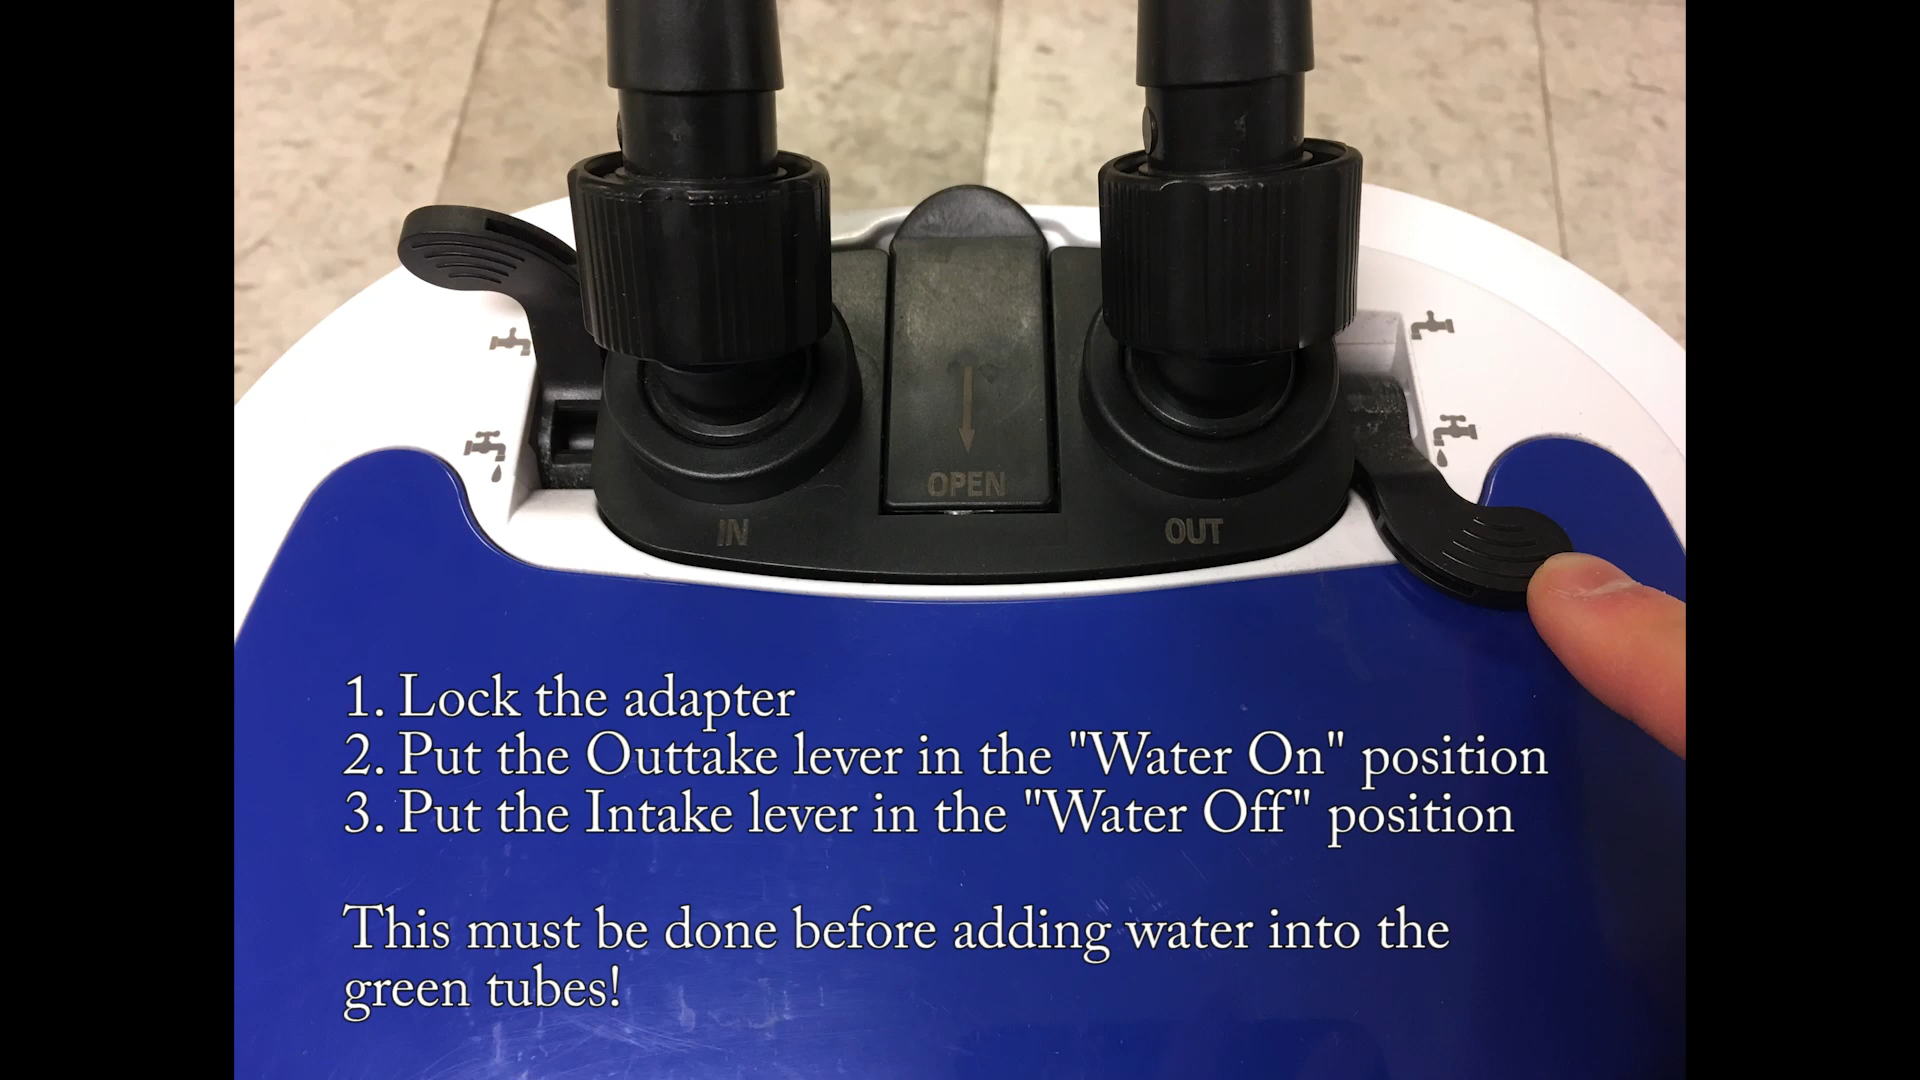 OPEN
IN
OUT
1. Lock the adapter
2. Put the Outtake lever in the "Water On" position
3. Put the Intake lever in the "Water Off" position
This must be done before adding water into the
green tubes!